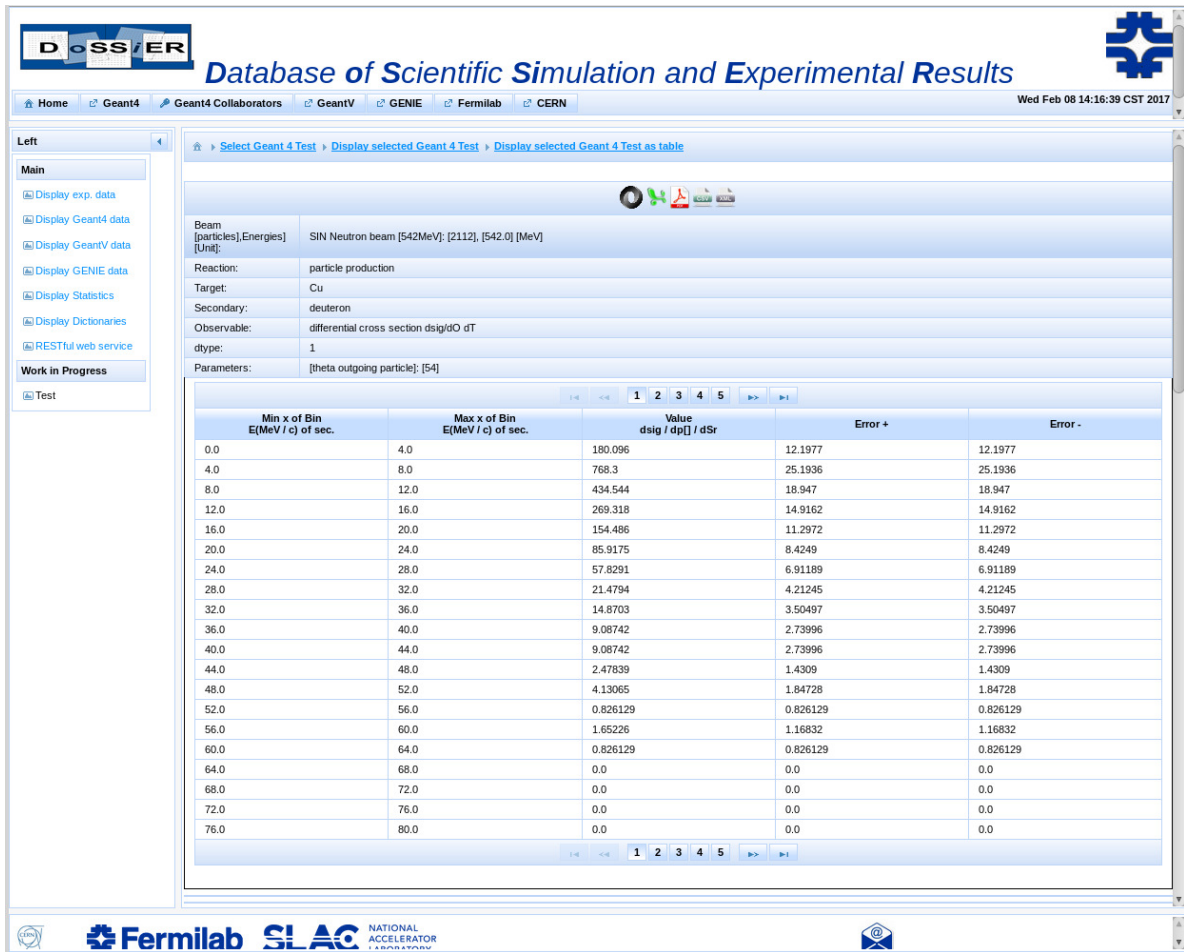 DoSSiER
Database of Scientific Simulation and Experimental Results
Home Geant4 Geant4 Collaborators GeantV GENIE Fermilab CERN Wed Feb 08 14:16:39 CST 2017
Left
Main
Display exp. data
Display Geant4 data
Display GeantV data
Display GENIE data
Display Statistics
Display Dictionaries
RESTful web service
Work in Progress
Test
Select Geant 4 Test Display selected Geant 4 Test Display selected Geant 4 Test as table
PDF CSV XML
Beam
[particles],Energies]
[Unit]:
SIN Neutron beam [542MeV]: [2112], [542.0] [MeV]
Reaction: particle production
Target: Cu
Secondary: deuteron
Observable: differential cross section dsig/dO dT
dtype: 1
Parameters: [theta outgoing particle]: [54]
1 2 3 4 5
Min x of Bin Max x of Bin Value Error + Error -
E(MeV / c) of sec. E(MeV / c) of sec. dsig / dp[] / dSr
0.0 4.0 180.096 12.1977 12.1977
4.0 8.0 768.3 25.1936 25.1936
8.0 12.0 434.544 18.947 18.947
12.0 16.0 269.318 14.9162 14.9162
16.0 20.0 154.486 11.2972 11.2972
20.0 24.0 85.9175 8.4249 8.4249
24.0 28.0 57.8291 6.91189 6.91189
28.0 32.0 21.4794 4.21245 4.21245
32.0 36.0 14.8703 3.50497 3.50497
36.0 40.0 9.08742 2.73996 2.73996
40.0 44.0 9.08742 2.73996 2.73996
44.0 48.0 2.47839 1.4309 1.4309
48.0 52.0 4.13065 1.84728 1.84728
52.0 56.0 0.826129 0.826129 0.826129
56.0 60.0 1.65226 1.16832 1.16832
60.0 64.0 0.826129 0.826129 0.826129
64.0 68.0 0.0 0.0 0.0
68.0 72.0 0.0 0.0 0.0
72.0 76.0 0.0 0.0 0.0
76.0 80.0 0.0 0.0 0.0
1 2 3 4 5
CERN Fermilab SLAC NATIONAL
ACCELERATOR
LABORATORY
@